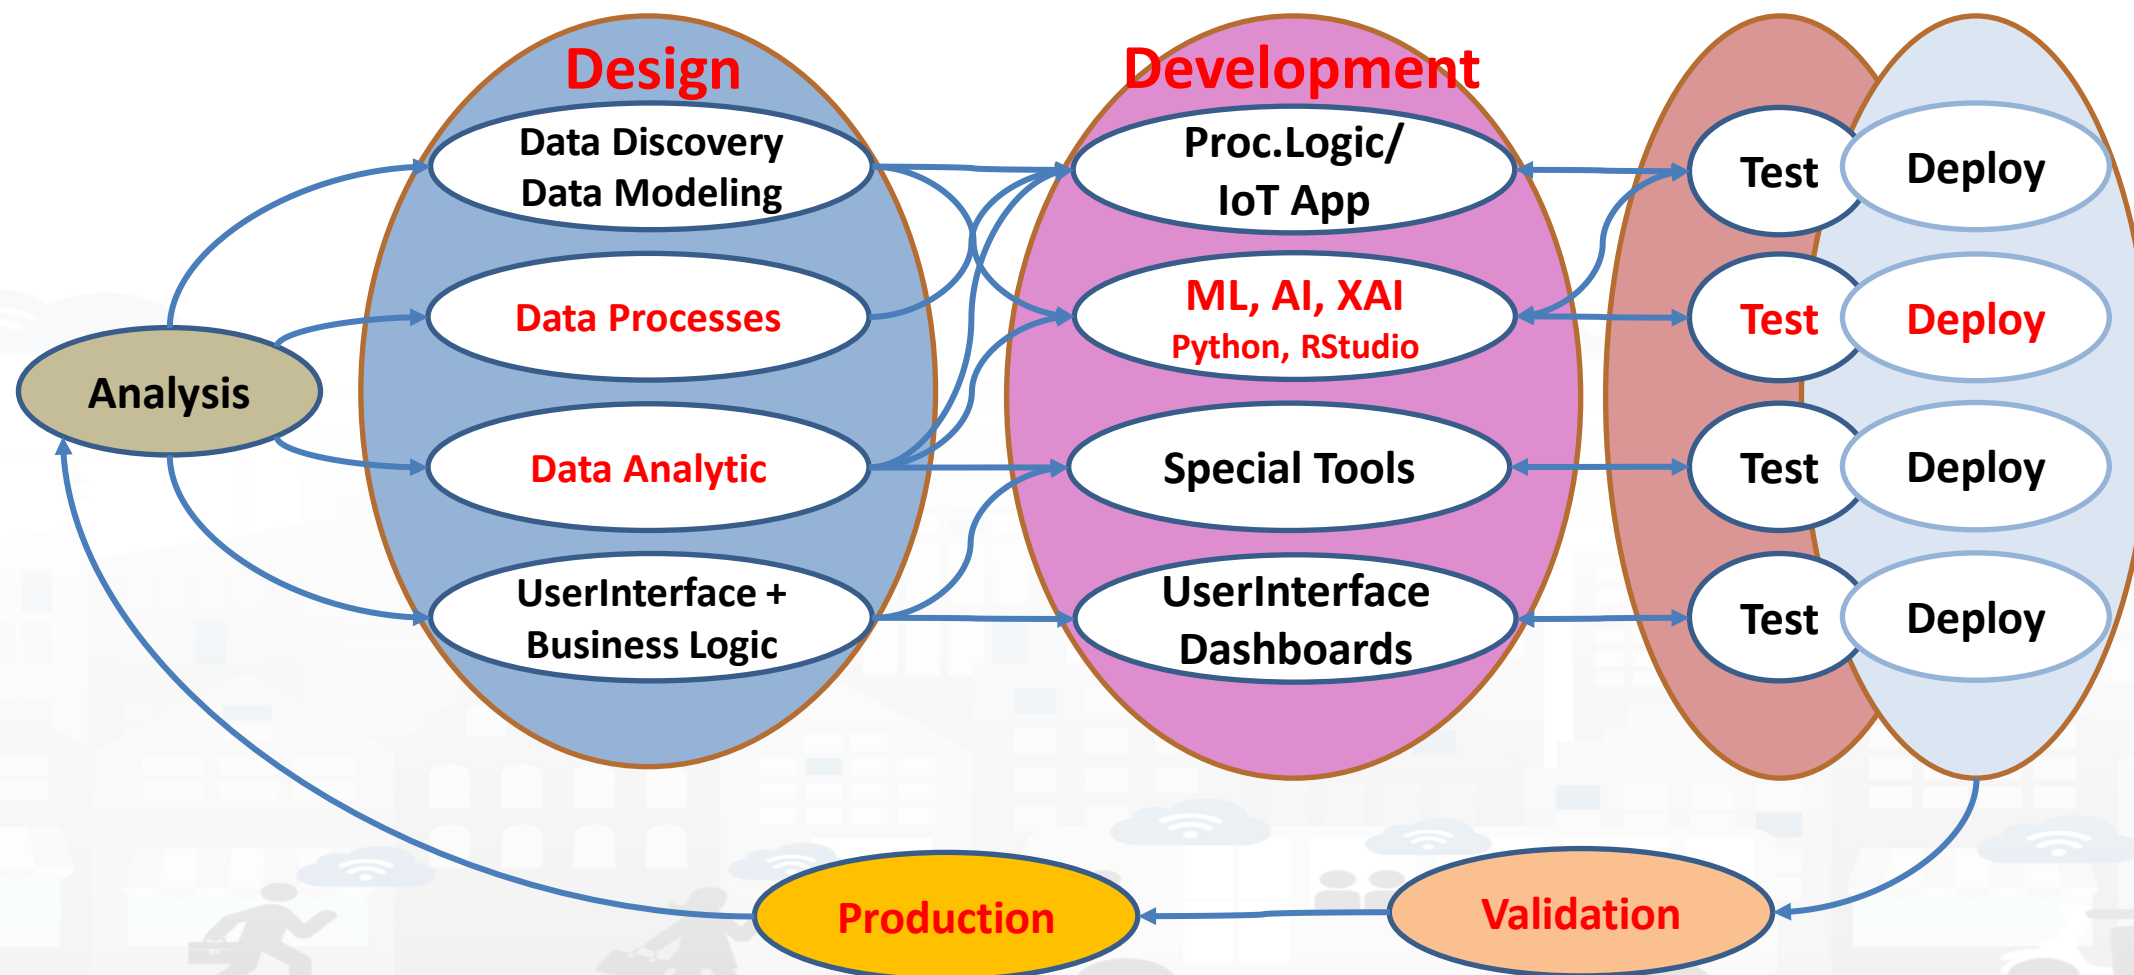 Design
Development
Data Discovery
Data Modeling
Proc.Logic/
IoT App
Test
Deploy
Data Processes
ML, AI, XAI
Python, RStudio
Test
Deploy
Analysis
Data Analytic
Special Tools
Test
Deploy
UserInterface +
Business Logic
UserInterface
Dashboards
Test
Deploy
Production
Validation